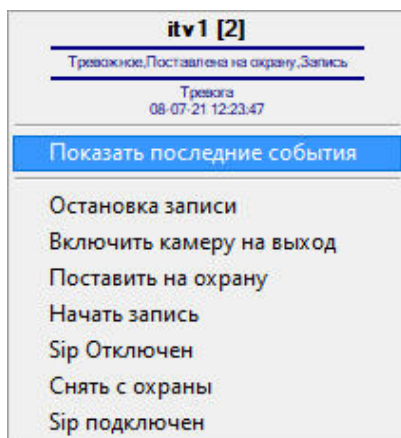 itv1 [2]
Тревожное,Поставлена на охрану,Запись
Тревога
08-07-21 12:23:47
Показать последние события
Остановка записи
Включить камеру на выход
Поставить на охрану
Начать запись
Sip Отключен
Снять с охраны
Sip подключен